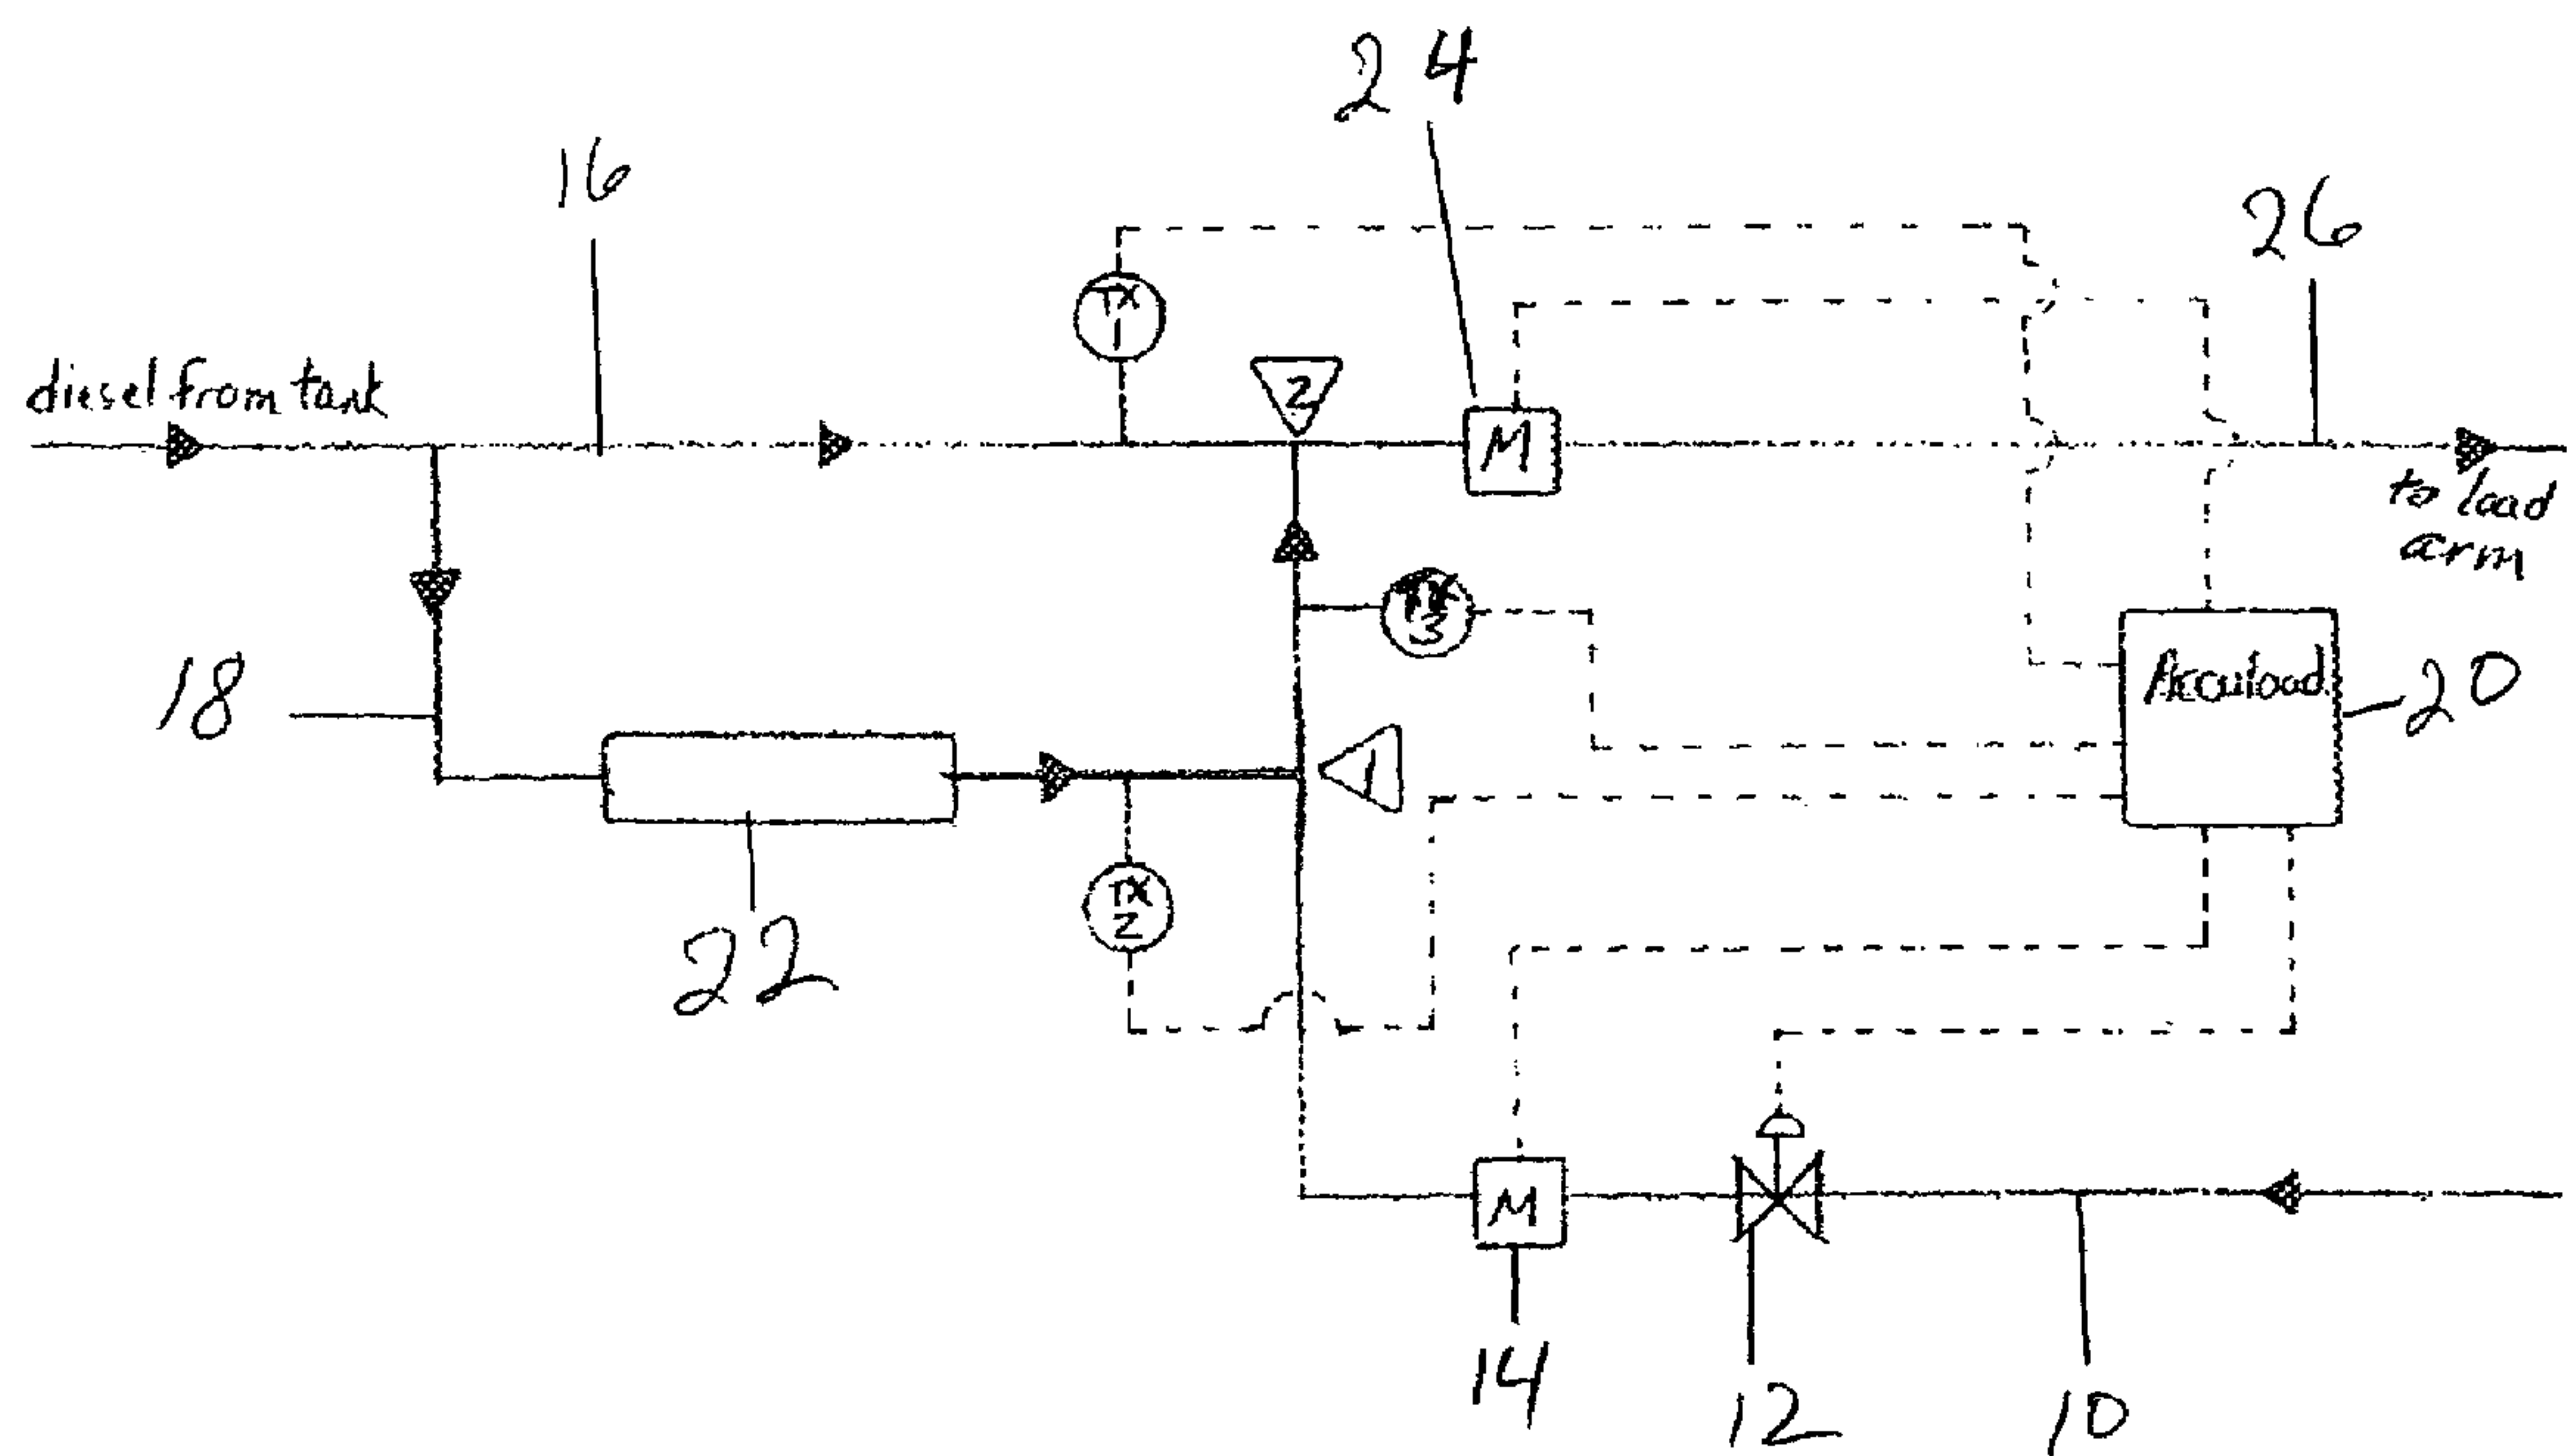 24
16
26
TX
1
diesel from tank
2
M
to load
arm
TX
3
18
Accuload
20
1
TX
2
22
M
14
12
10